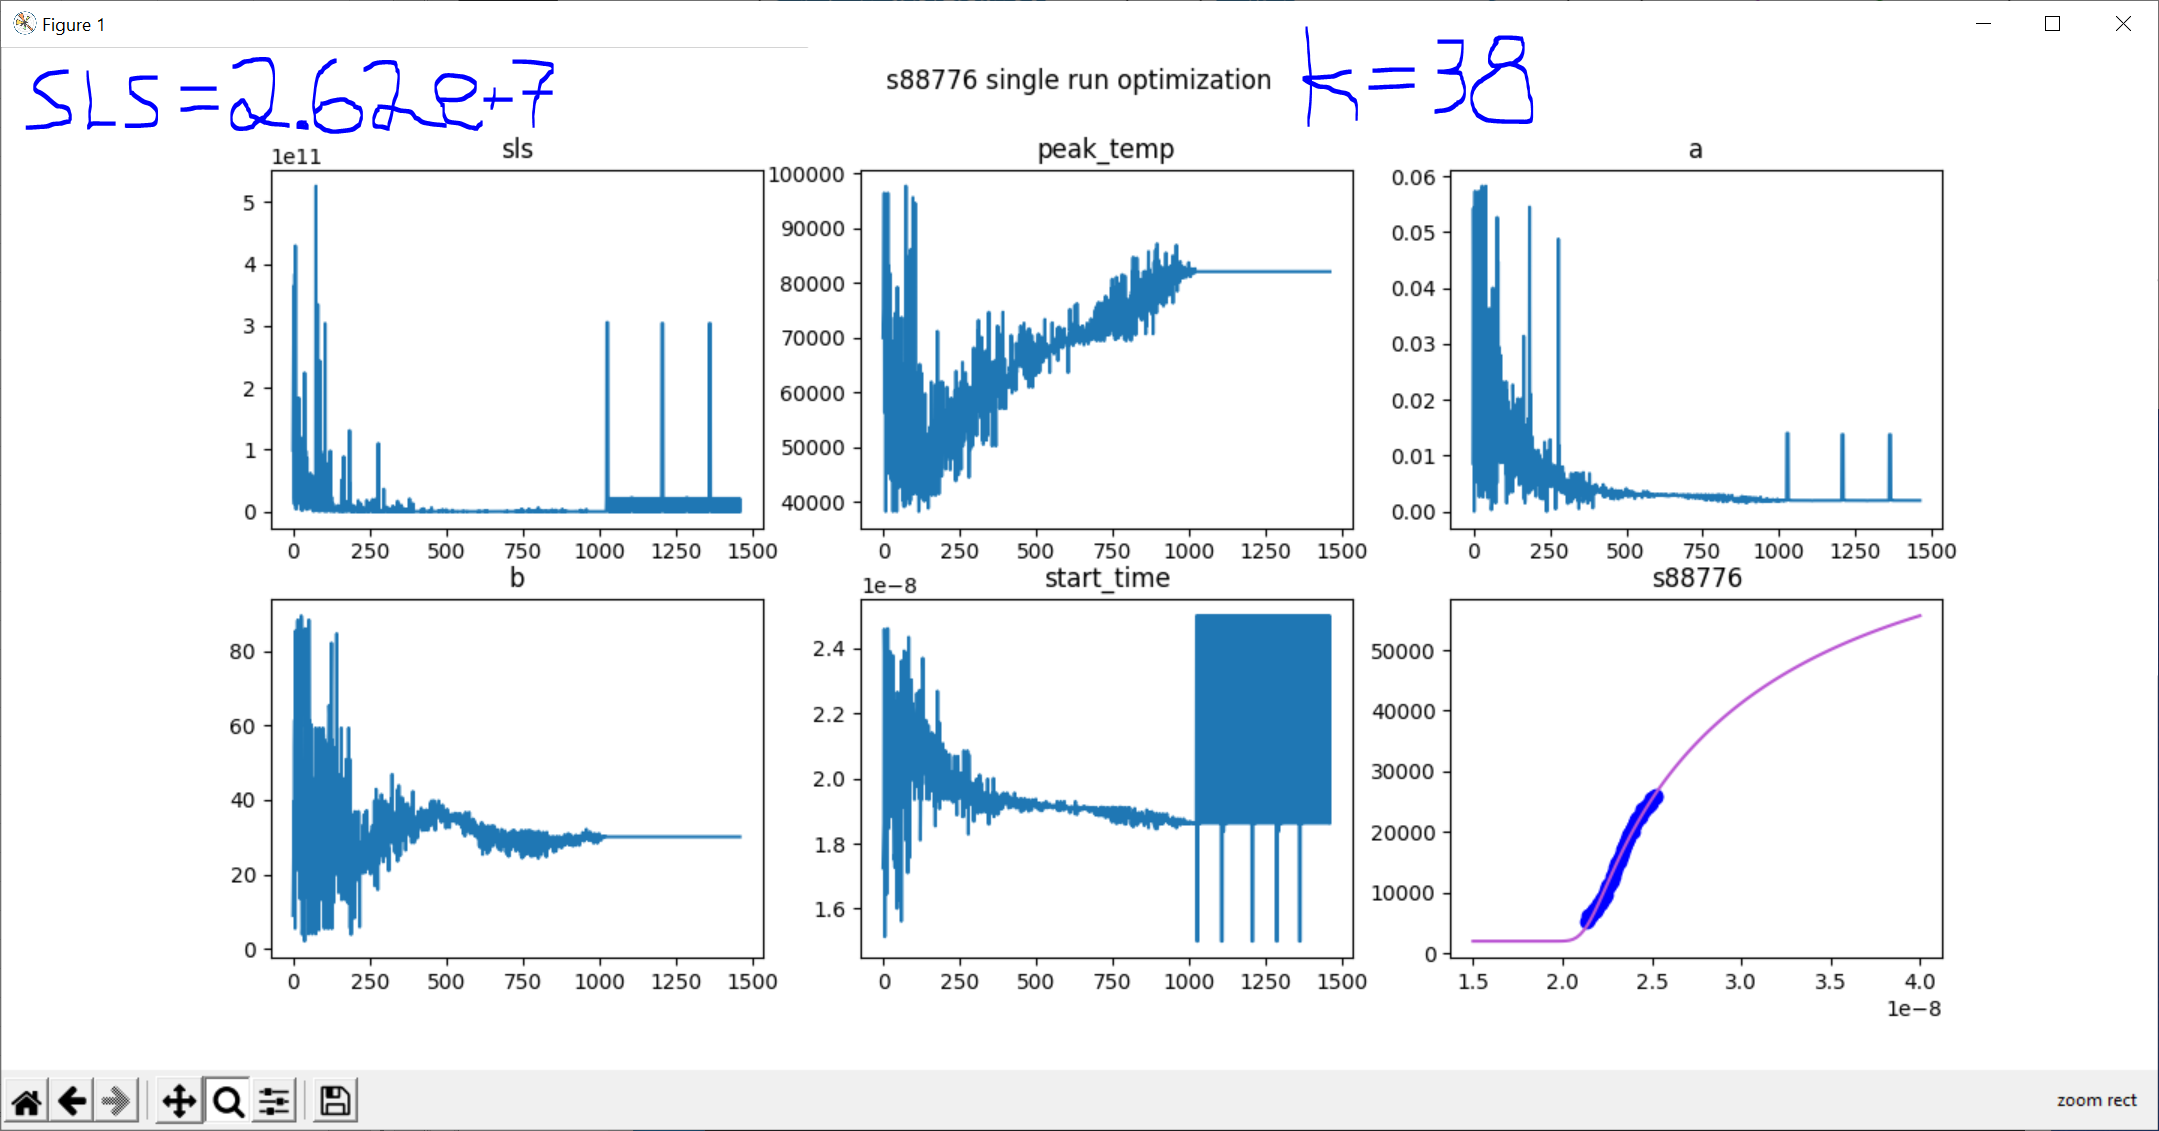 Figure 1
SLS=2.62e+7
s88776 single run optimization
k=38
sls
1e11
5
4
3
2
1
0
0 250 500 750 1000 1250 1500
peak_temp
100000
90000
80000
70000
60000
50000
40000
0 250 500 750 1000 1250 1500
a
0.06
0.05
0.04
0.03
0.02
0.01
0.00
0 250 500 750 1000 1250 1500
b
80
60
40
20
0
0 250 500 750 1000 1250 1500
start_time
1e−8
2.4
2.2
2.0
1.8
1.6
0 250 500 750 1000 1250 1500
s88776
50000
40000
30000
20000
10000
0
1.5 2.0 2.5 3.0 3.5 4.0
1e−8
zoom rect